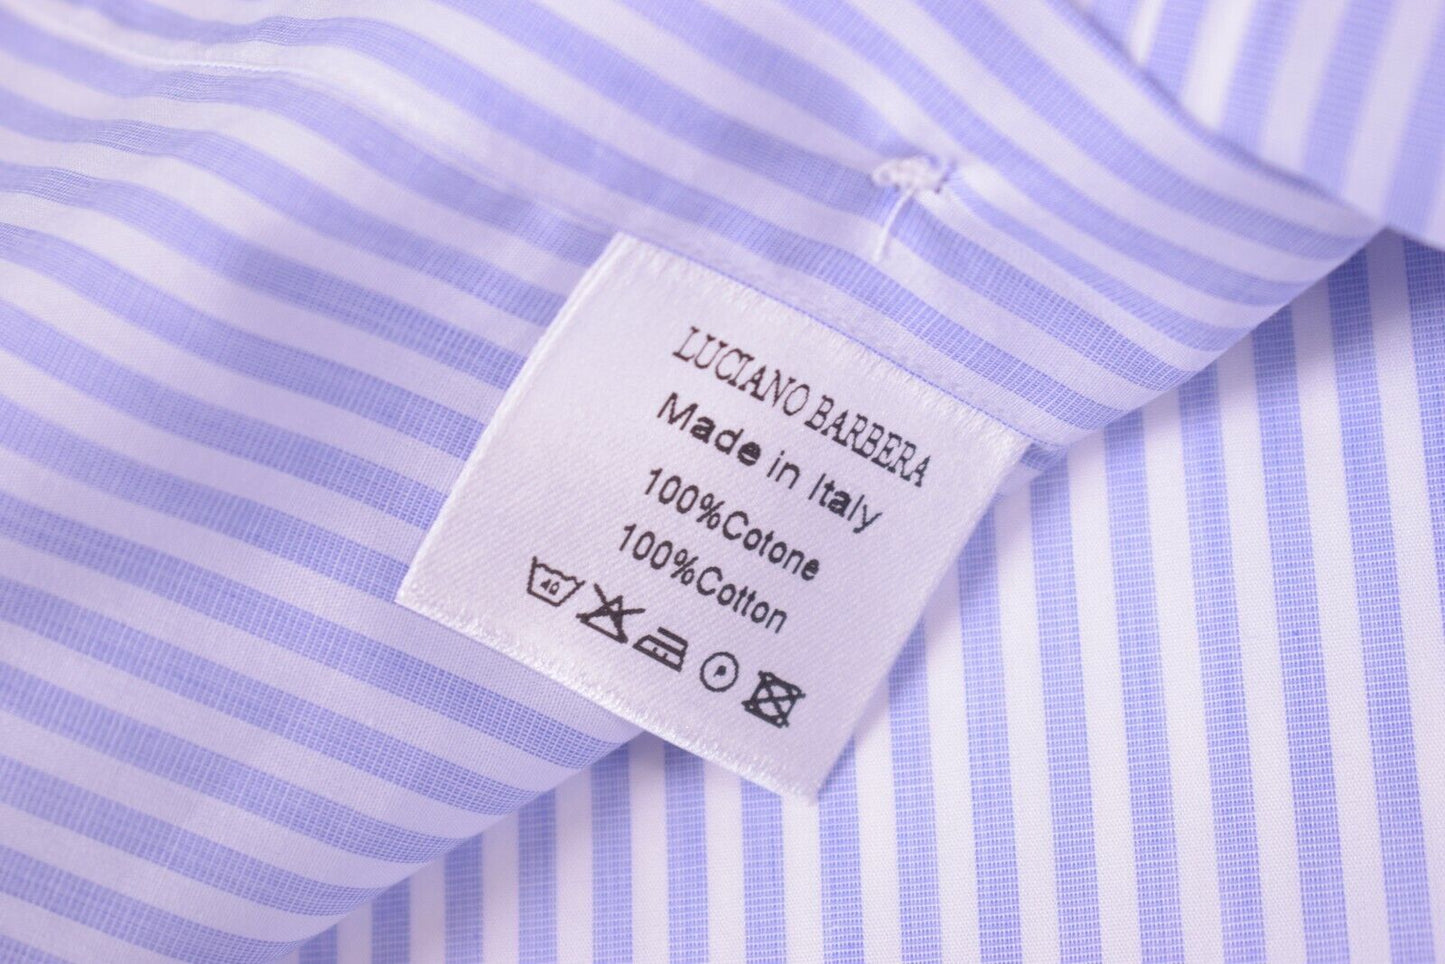 LUCIANO BARBERA
Made in Italy
100%Cotone
100%Cotton
40 P